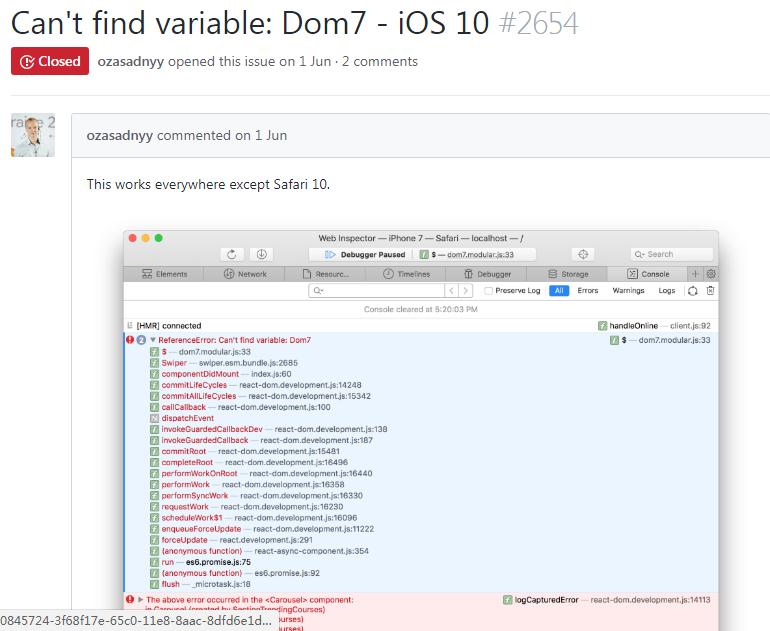 Can't find variable: Dom7 - iOS 10 #2654
Closed ozasadnyy opened this issue on 1 Jun · 2 comments
ozasadnyy commented on 1 Jun
This works everywhere except Safari 10.
Web Inspector — iPhone 7 — Safari — localhost — /
Debugger Paused $ — dom7.modular.js:33 Search
Elements Network Resourc... Timelines Debugger Storage Console
Preserve Log All Errors Warnings Logs
Console cleared at 5:20:03 PM
[HMR] connected handleOnline — client.js:92
2 ReferenceError: Can't find variable: Dom7 $ — dom7.modular.js:33
$ — dom7.modular.js:33
Swiper — swiper.esm.bundle.js:2685
componentDidMount — index.js:60
commitLifeCycles — react-dom.development.js:14248
commitAllLifeCycles — react-dom.development.js:15342
callCallback — react-dom.development.js:100
dispatchEvent
invokeGuardedCallbackDev — react-dom.development.js:138
invokeGuardedCallback — react-dom.development.js:187
commitRoot — react-dom.development.js:15481
completeRoot — react-dom.development.js:16496
performWorkOnRoot — react-dom.development.js:16440
performWork — react-dom.development.js:16358
performSyncWork — react-dom.development.js:16330
requestWork — react-dom.development.js:16230
scheduleWork$1 — react-dom.development.js:16096
enqueueForceUpdate — react-dom.development.js:11222
forceUpdate — react.development.js:291
(anonymous function) — react-async-component.js:354
run — es6.promise.js:75
(anonymous function) — es6.promise.js:92
flush — _microtask.js:18
The above error occurred in the <Carousel> component: logCapturedError — react-dom.development.js:14113
in Carousel (created by SectionTrendingCourses)
0845724-3f68f17e-65c0-11e8-8aac-8dfd6e1d... ourses)